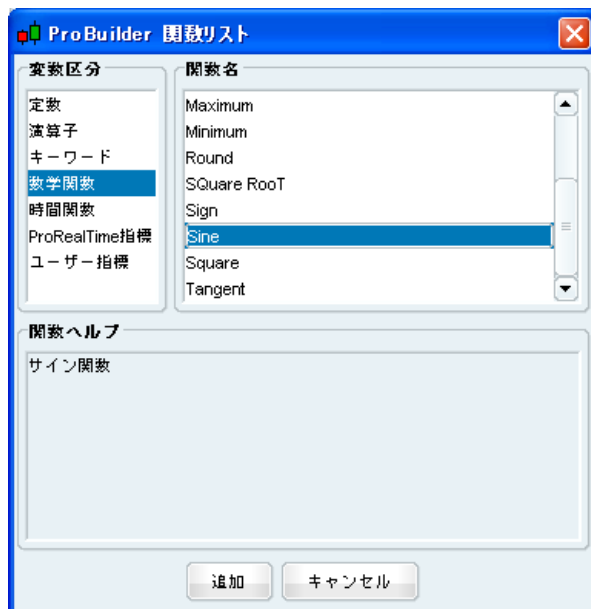 ProBuilder 関数リスト
変数区分
定数
演算子
キーワード
数学関数
時間関数
ProRealTime指標
ユーザー指標
関数名
Maximum
Minimum
Round
SQuare RooT
Sign
Sine
Square
Tangent
関数ヘルプ
サイン関数
追加
キャンセル